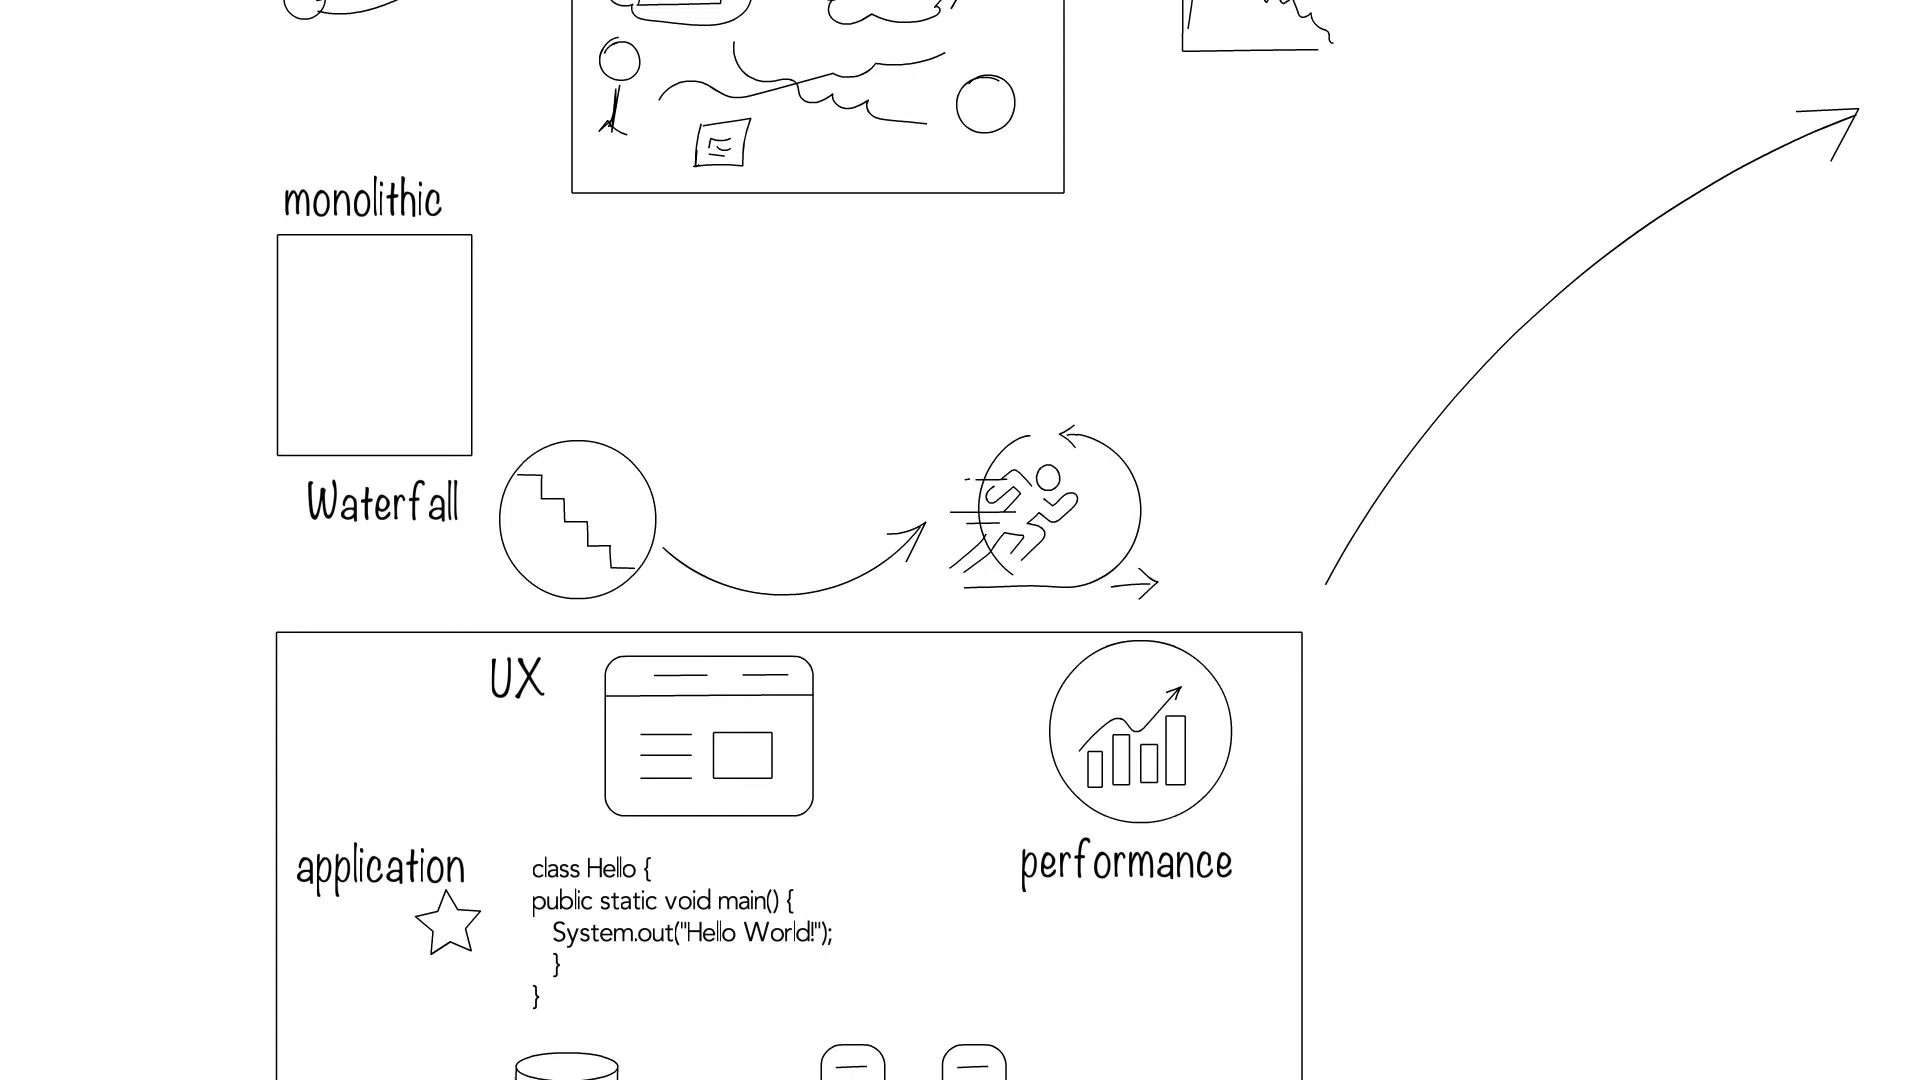 monolithic
Waterfall
UX
application
class Hello {
public static void main() {
System.out("Hello World!");
}
}
performance